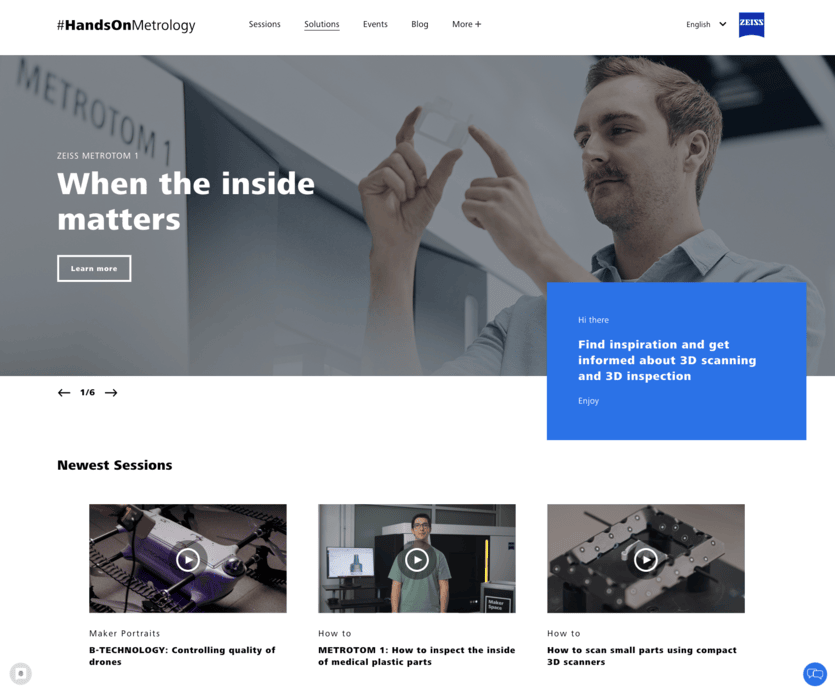 #HandsOnMetrology
Sessions
Solutions
Events
Blog
More +
English
ZEISS
METROTOM 1
ZEISS METROTOM 1
When the inside
matters
Learn more
Hi there
Find inspiration and get
informed about 3D scanning
and 3D inspection
Enjoy
1/6
Newest Sessions
Maker Portraits
B-TECHNOLOGY: Controlling quality of
drones
How to
METROTOM 1: How to inspect the inside
of medical plastic parts
Maker
Space
How to
How to scan small parts using compact
3D scanners